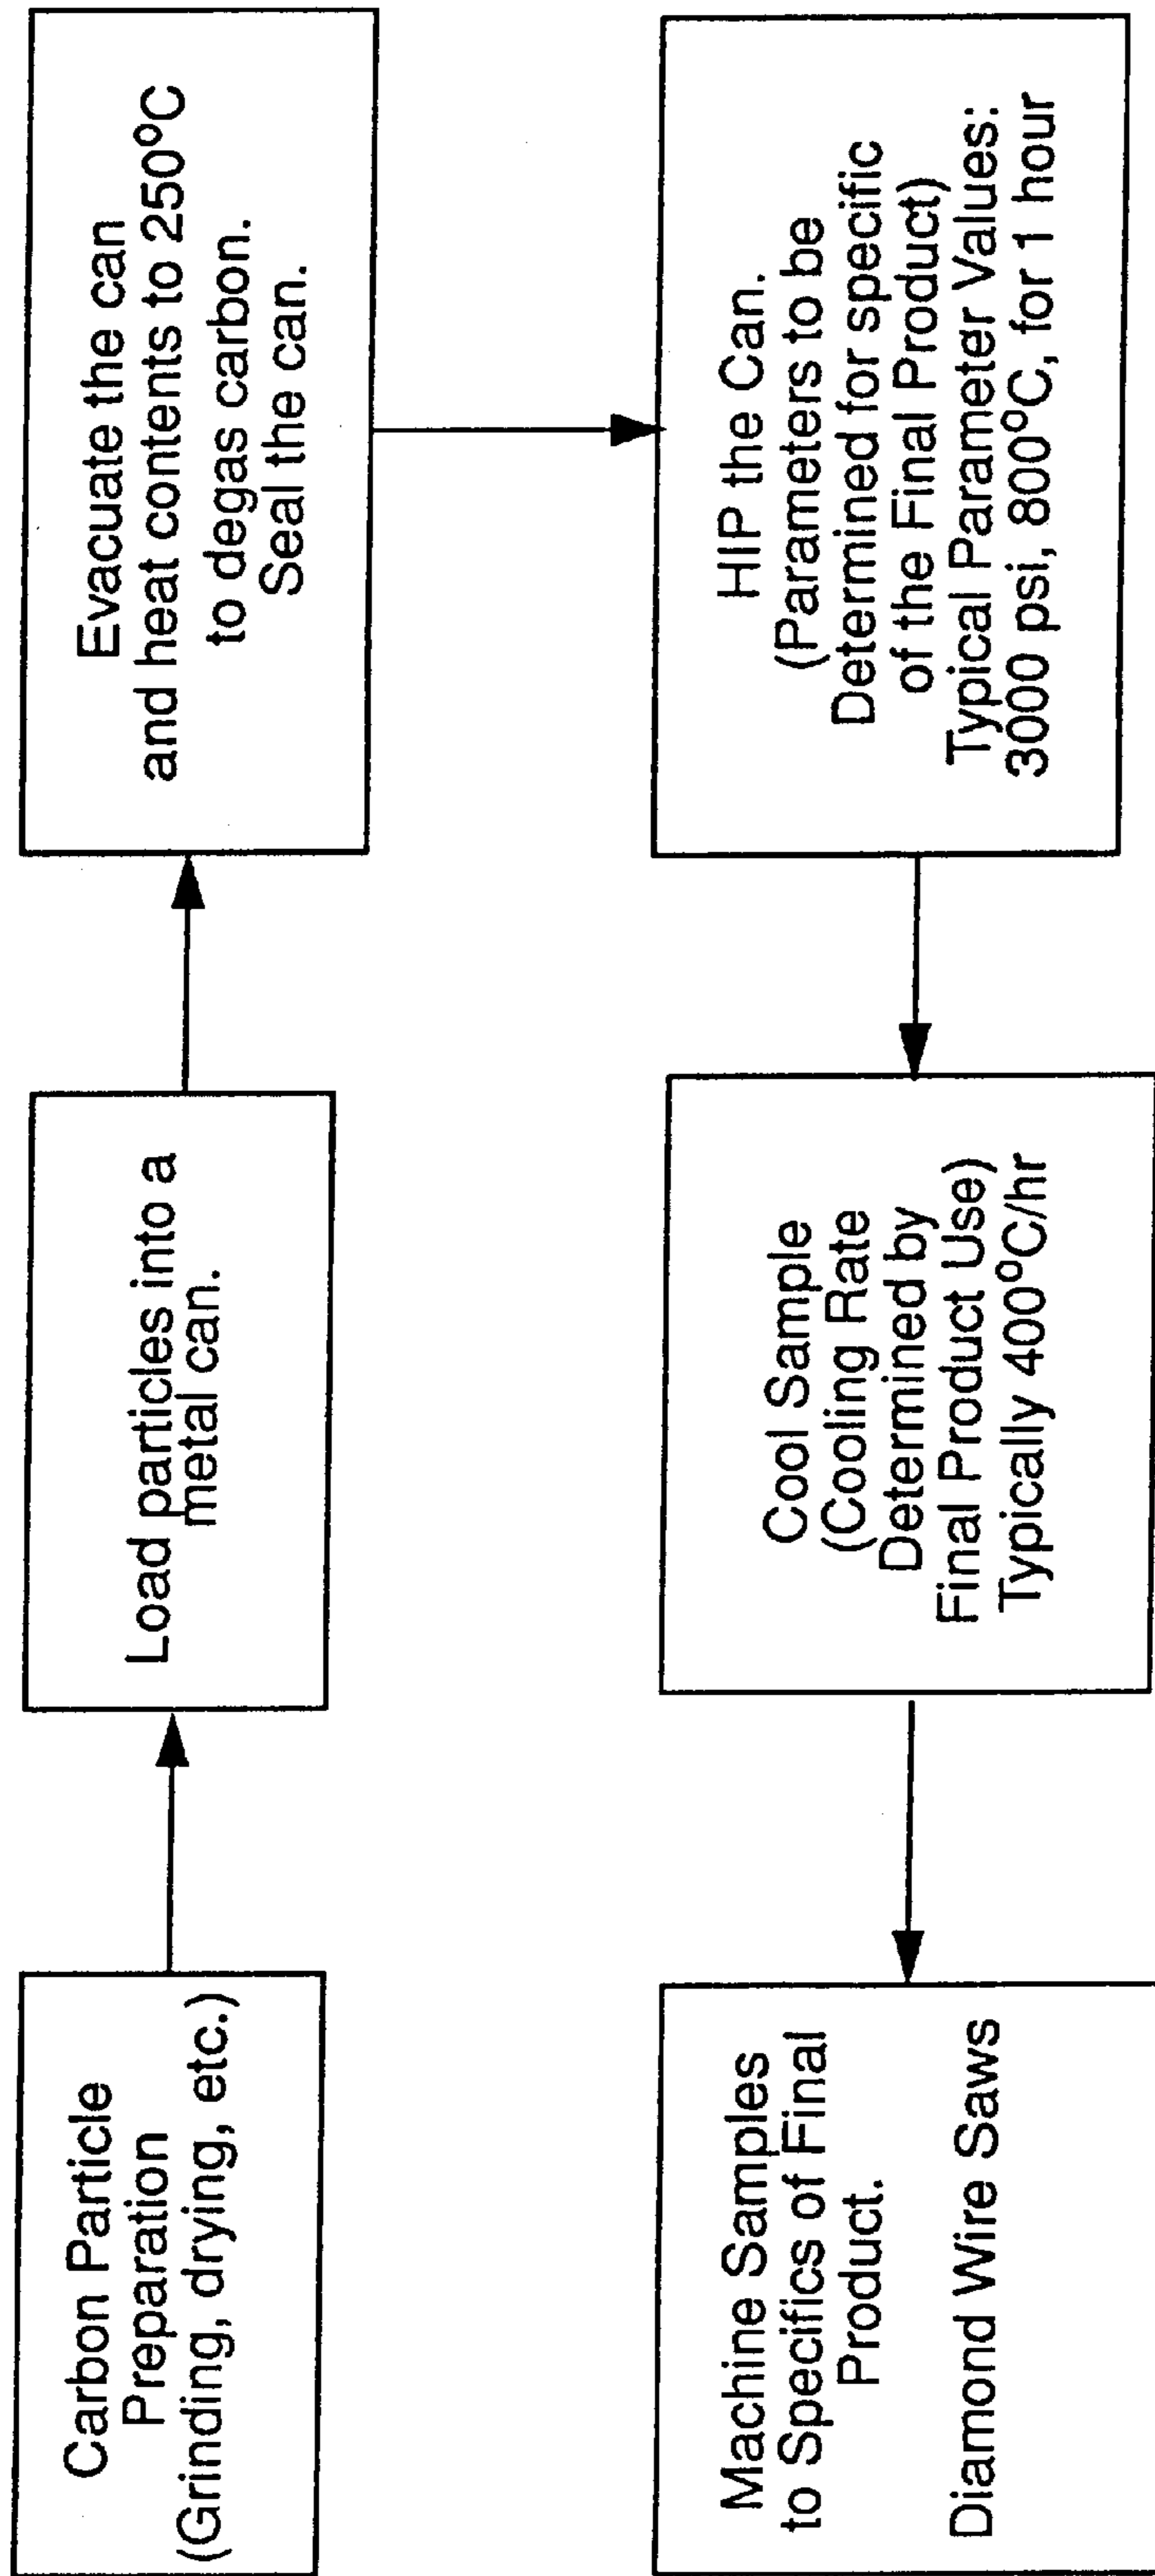 Carbon Particle
Preparation
(Grinding, drying, etc.)
Load particles into a
metal can.
Evacuate the can
and heat contents to 250°C
to degas carbon.
Seal the can.
HIP the Can.
(Parameters to be
Determined for specific
of the Final Product)
Typical Parameter Values:
3000 psi, 800°C, for 1 hour
Cool Sample
(Cooling Rate
Determined by
Final Product Use)
Typically 400°C/hr
Machine Samples
to Specifics of Final
Product.
Diamond Wire Saws